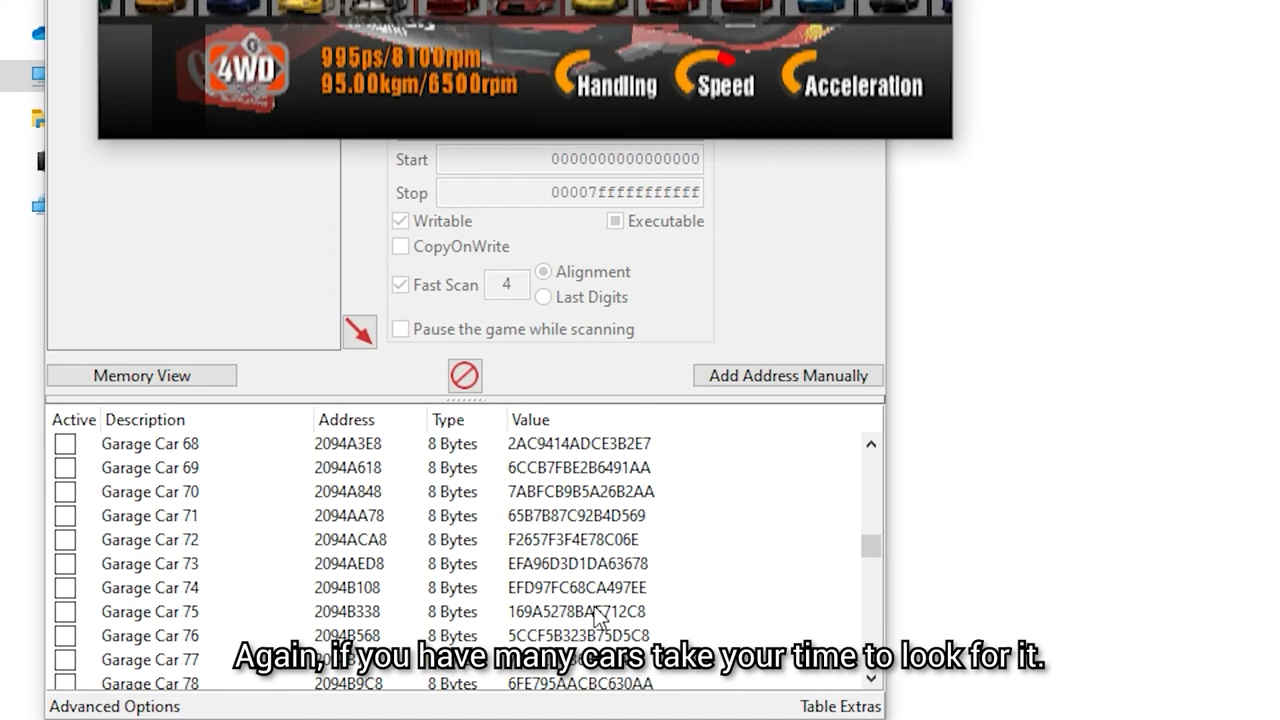 4WD
995ps/8100rpm
95.00kgm/6500rpm
Handling
Speed
Acceleration
Start 0000000000000000
Stop 00007fffffffffff
Writable Executable
CopyOnWrite
Fast Scan 4 Alignment
Last Digits
Pause the game while scanning
Memory View Add Address Manually
Active Description Address Type Value
Garage Car 68 2094A3E8 8 Bytes 2AC9414ADCE3B2E7
Garage Car 69 2094A618 8 Bytes 6CCB7FBE2B6491AA
Garage Car 70 2094A848 8 Bytes 7ABFCB9B5A26B2AA
Garage Car 71 2094AA78 8 Bytes 65B7B87C92B4D569
Garage Car 72 2094ACA8 8 Bytes F2657F3F4E78C06E
Garage Car 73 2094AED8 8 Bytes EFA96D3D1DA63678
Garage Car 74 2094B108 8 Bytes EFD97FC68CA497EE
Garage Car 75 2094B338 8 Bytes
Garage Car 76 2094B568 8 Bytes 5CCF5B323B75D5C8
Again, if you have many cars take your time to look for it.
Garage Car 78 2094B9C8 8 Bytes 6FE795AACBC630AA
Advanced Options Table Extras